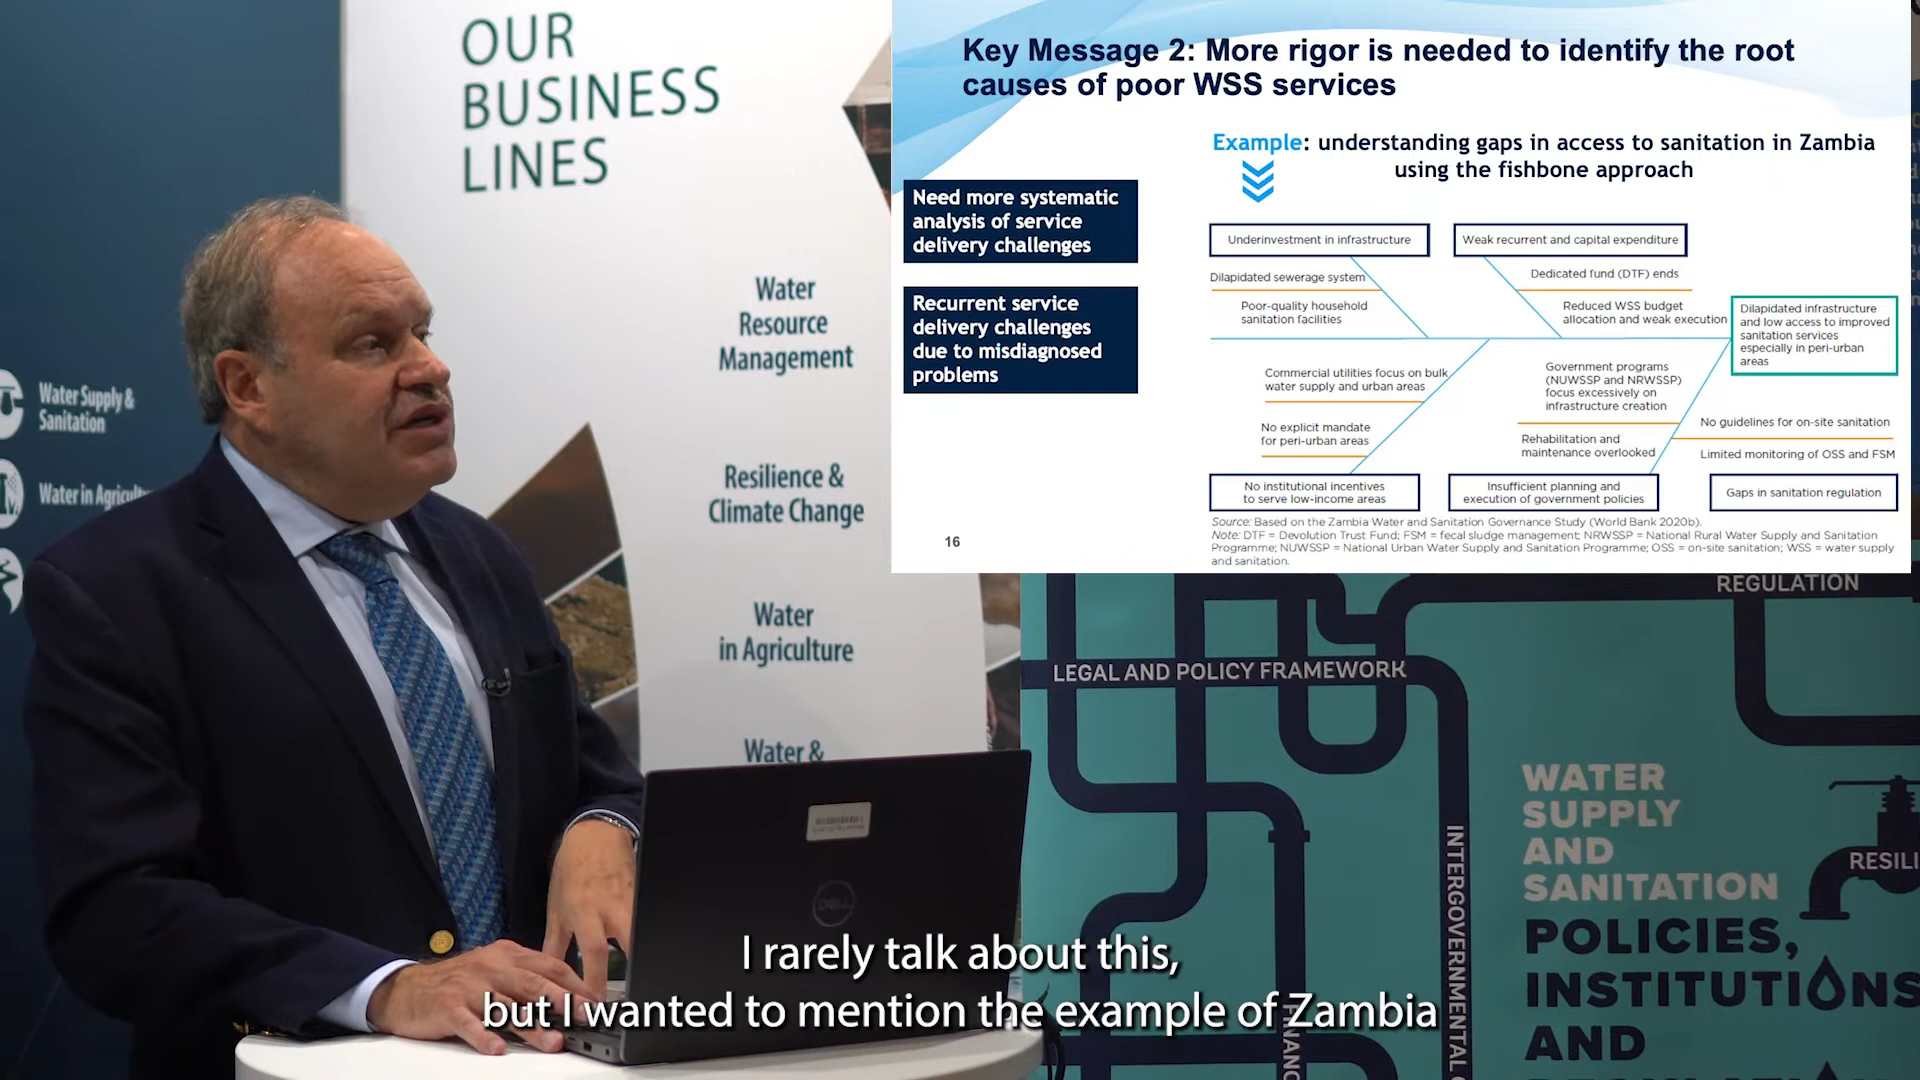 OUR
BUSINESS
LINES
Water
Resource
Management
Resilience &
Climate Change
Water
in Agriculture
Water &
Water Supply &
Sanitation
Water in
Key Message 2: More rigor is needed to identify the root
causes of poor WSS services
Example: understanding gaps in access to sanitation in Zambia
using the fishbone approach
Need more systematic
analysis of service
delivery challenges
Recurrent service
delivery challenges
due to misdiagnosed
problems
Underinvestment in infrastructure
Weak recurrent and capital expenditure
Dilapidated sewerage system
Poor-quality household
sanitation facilities
Dedicated fund (DTF) ends
Reduced WSS budget
allocation and weak execution
Dilapidated infrastructure
and low access to improved
sanitation services
especially in peri-urban
areas
Commercial utilities focus on bulk
water supply and urban areas
No explicit mandate
for peri-urban areas
Government programs
(NUWSSP and NRWSSP)
focus excessively on
infrastructure creation
Rehabilitation and
maintenance overlooked
No guidelines for on-site sanitation
Limited monitoring of OSS and FSM
No institutional incentives
to serve low-income areas
Insufficient planning and
execution of government policies
Gaps in sanitation regulation
Source: Based on the Zambia Water and Sanitation Governance Study (World Bank 2020b).
Note: DTF = Devolution Trust Fund; FSM = fecal sludge management; NRWSSP = National Rural Water Supply and Sanitation
Programme; NUWSSP = National Urban Water Supply and Sanitation Programme; OSS = on-site sanitation; WSS = water supply
and sanitation.
16
REGULATION
LEGAL AND POLICY FRAMEWORK
INTERGOVERNMENTAL
WATER
SUPPLY
AND
SANITATION
POLICIES,
INSTITUTIONS
AND
RESILI
DELL
I rarely talk about this,
but I wanted to mention the example of Zambia